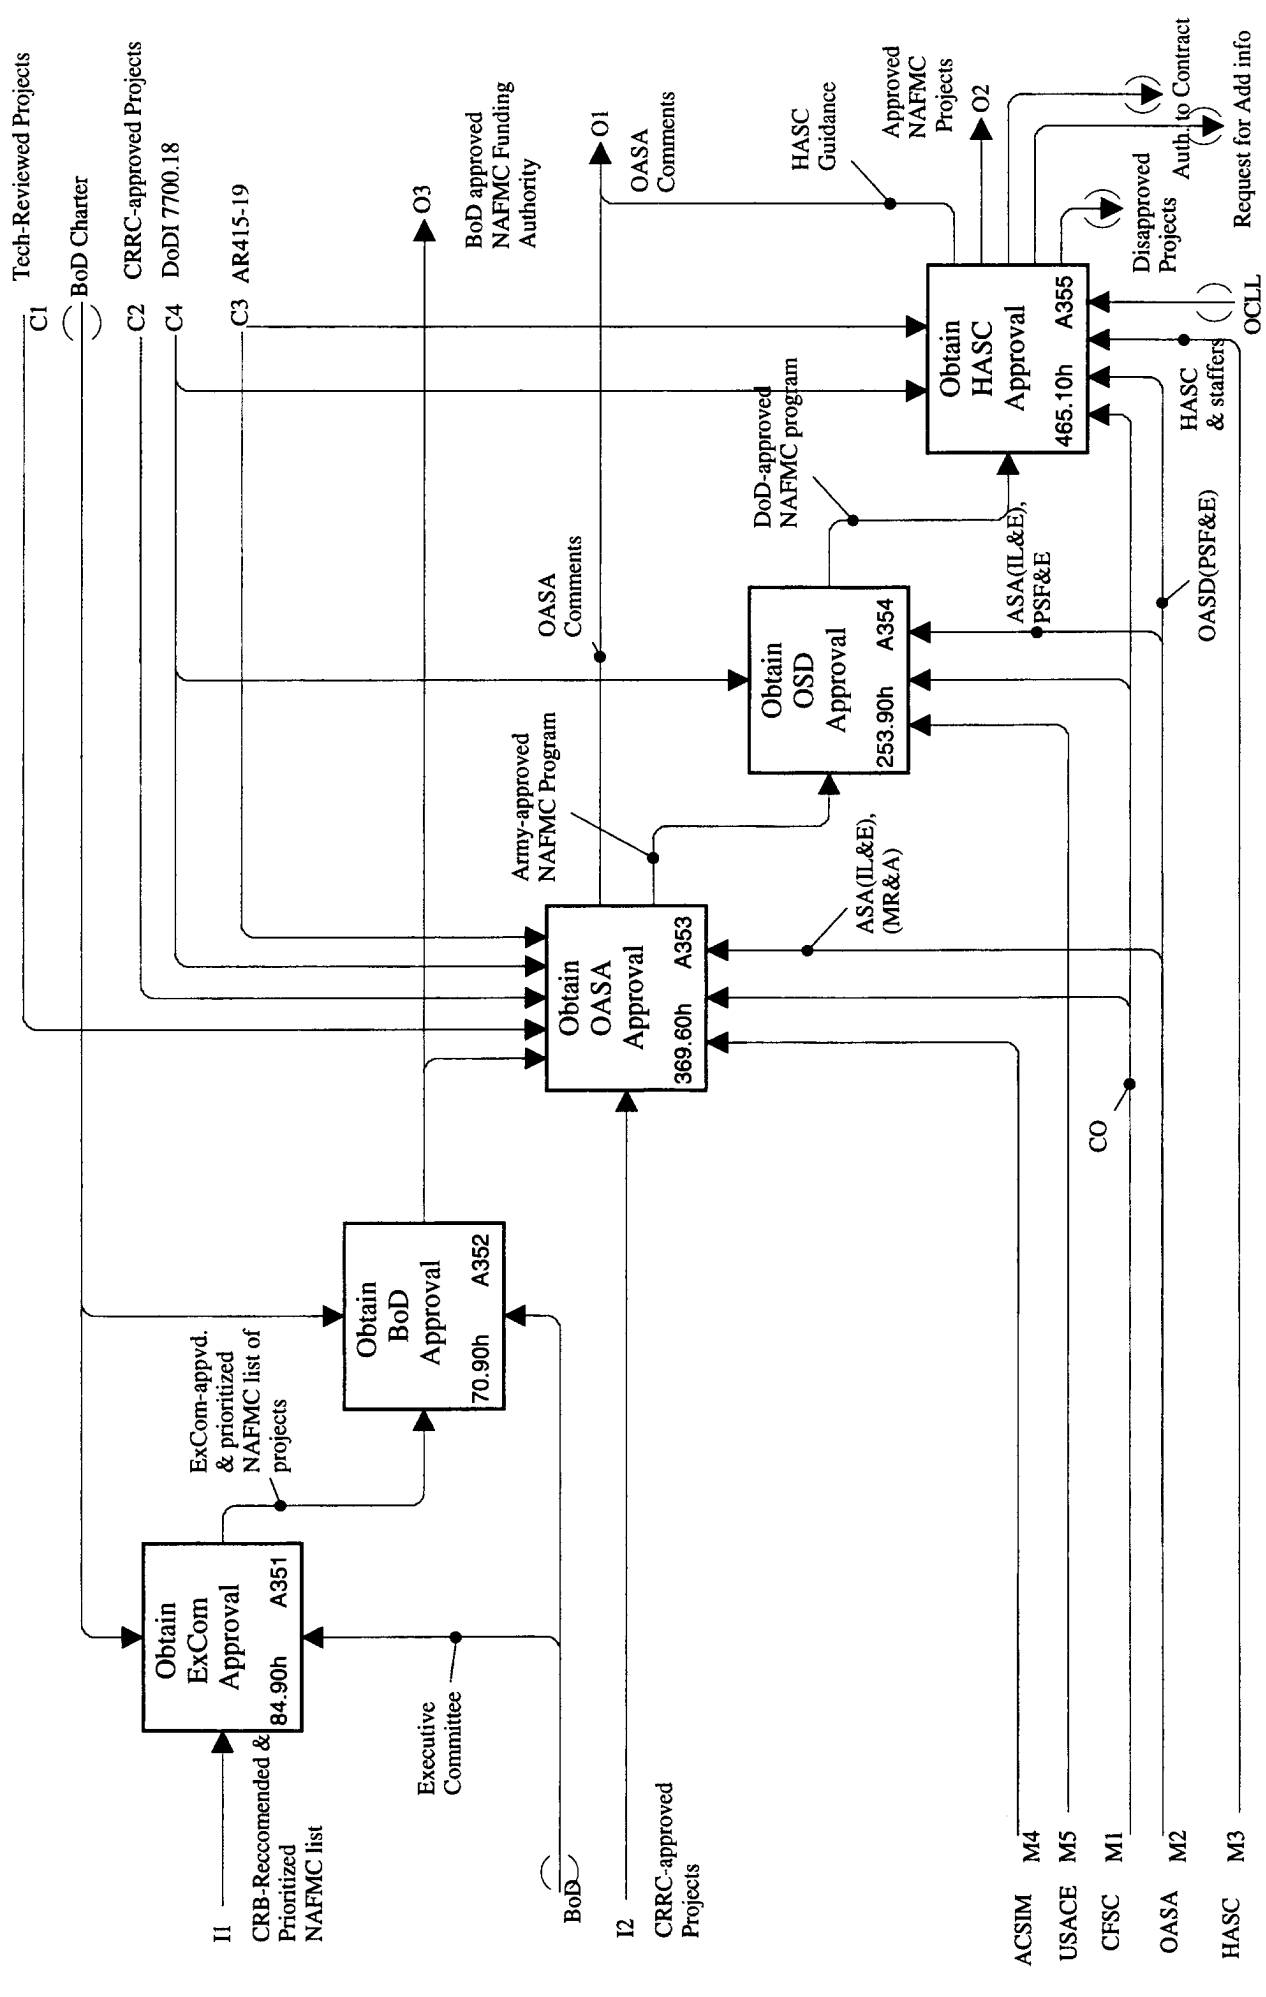 C1 Tech-Reviewed Projects
BoD Charter
C2 CRRC-approved Projects
C4 DoDI 7700.18
C3 AR415-19
I1
CRB-Reccomended &
Prioritized
NAFMC list
Obtain
ExCom
Approval
84.90h A351
ExCom-appvd.
& prioritized
NAFMC list of
projects
Executive
Committee
BoD
Obtain
BoD
Approval
70.90h A352
O3
BoD approved
NAFMC Funding
Authority
I2
CRRC-approved
Projects
Obtain
OASA
Approval
369.60h A353
Army-approved
NAFMC Program
OASA
Comments
O1
OASA
Comments
ASA(IL&E),
(MR&A)
Obtain
OSD
Approval
253.90h A354
DoD-approved
NAFMC program
ASA(IL&E),
PSF&E
HASC
Guidance
Obtain
HASC
Approval
465.10h A355
Approved
NAFMC
Projects
O2
Disapproved
Projects
Auth. to Contract
Request for Add info
HASC
& staffers
OCLL
OASD(PSF&E)
CO
ACSIM M4
USACE M5
CFSC M1
OASA M2
HASC M3